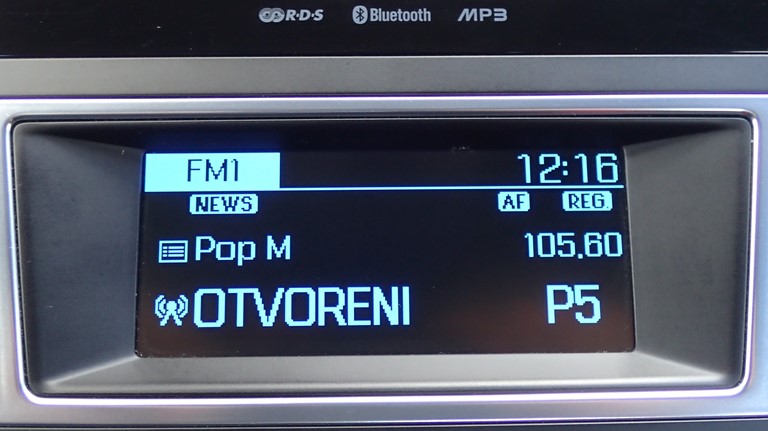 R·D·S Bluetooth MP3
FM1 12:16
NEWS AF REG
Pop M 105.60
OTVORENI P5